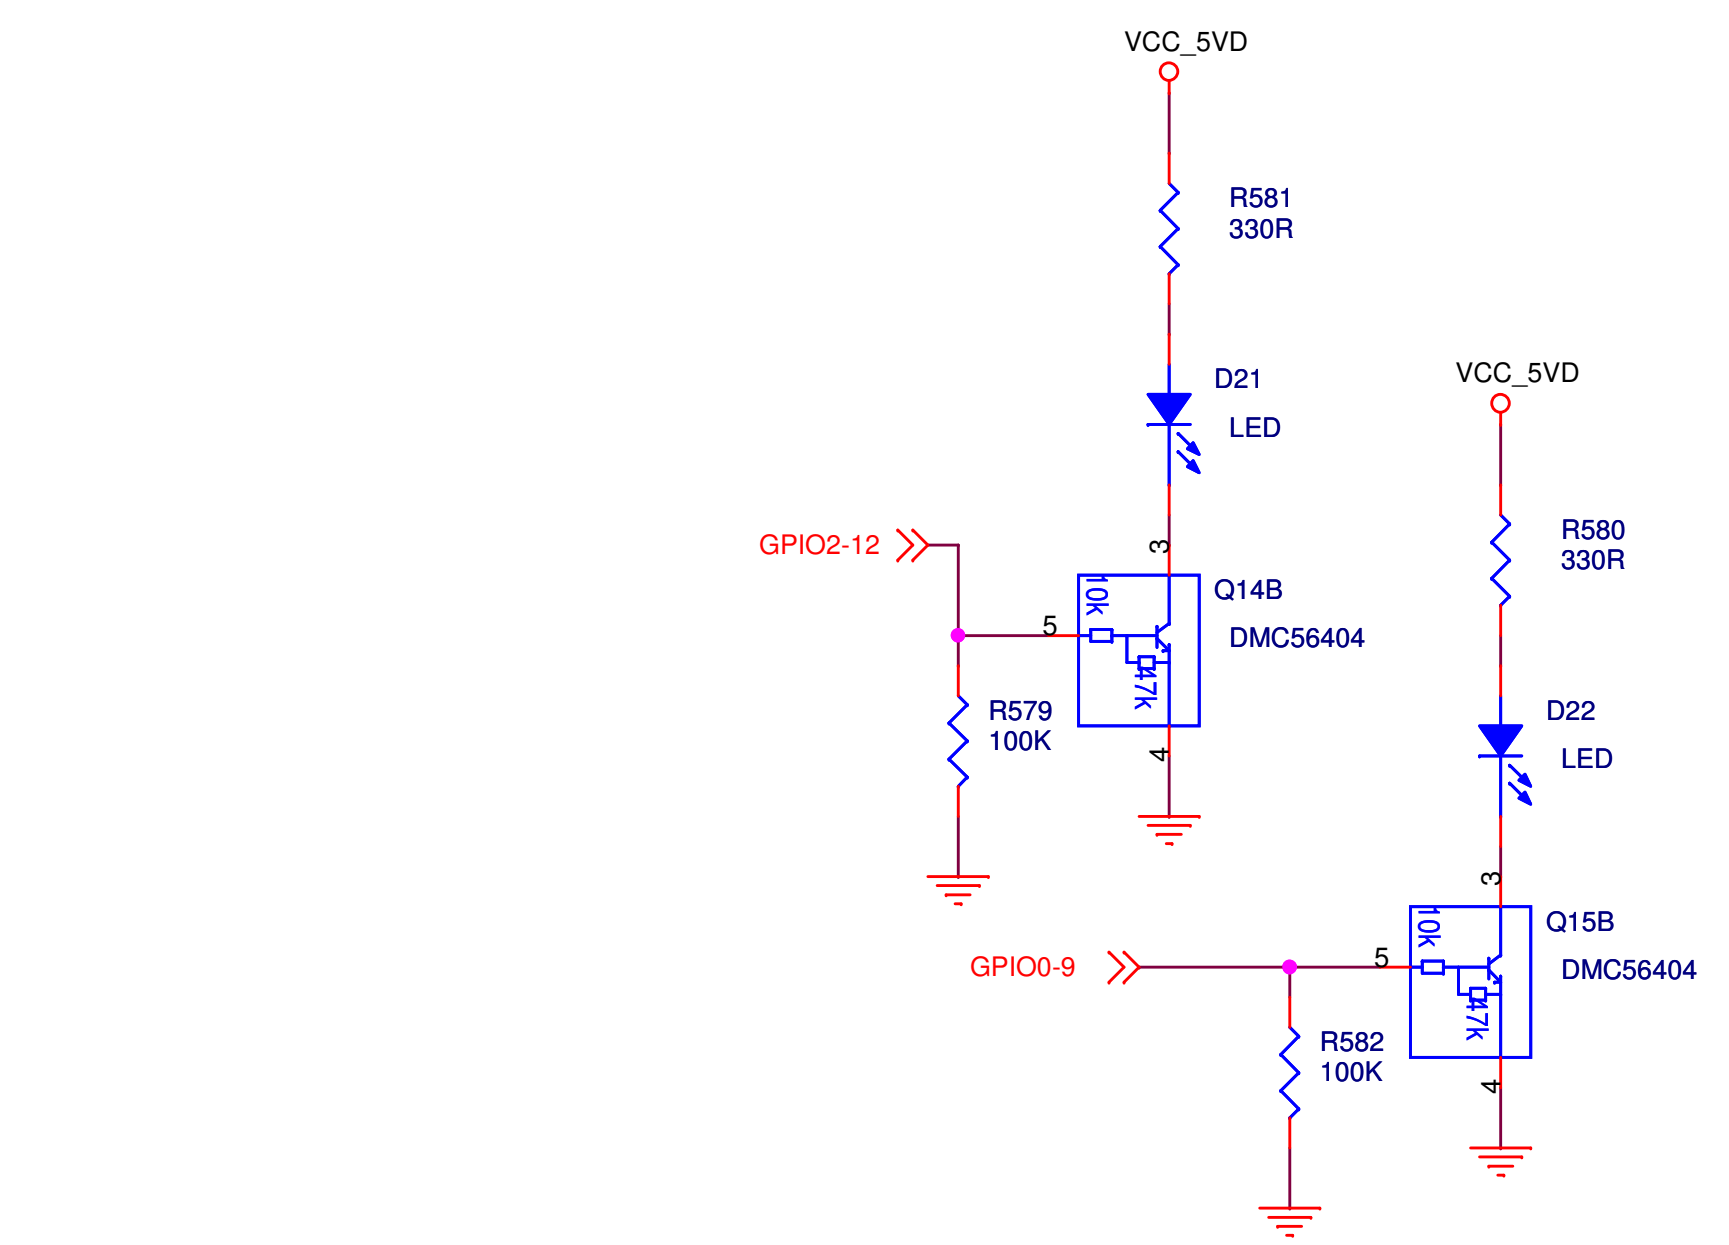 VCC_5VD
R581
330R
D21
LED
VCC_5VD
R580
330R
GPIO2-12
3
10k
Q14B
5
DMC56404
47k
R579
100K
4
D22
LED
3
10k
Q15B
GPIO0-9
5
DMC56404
47k
R582
100K
4